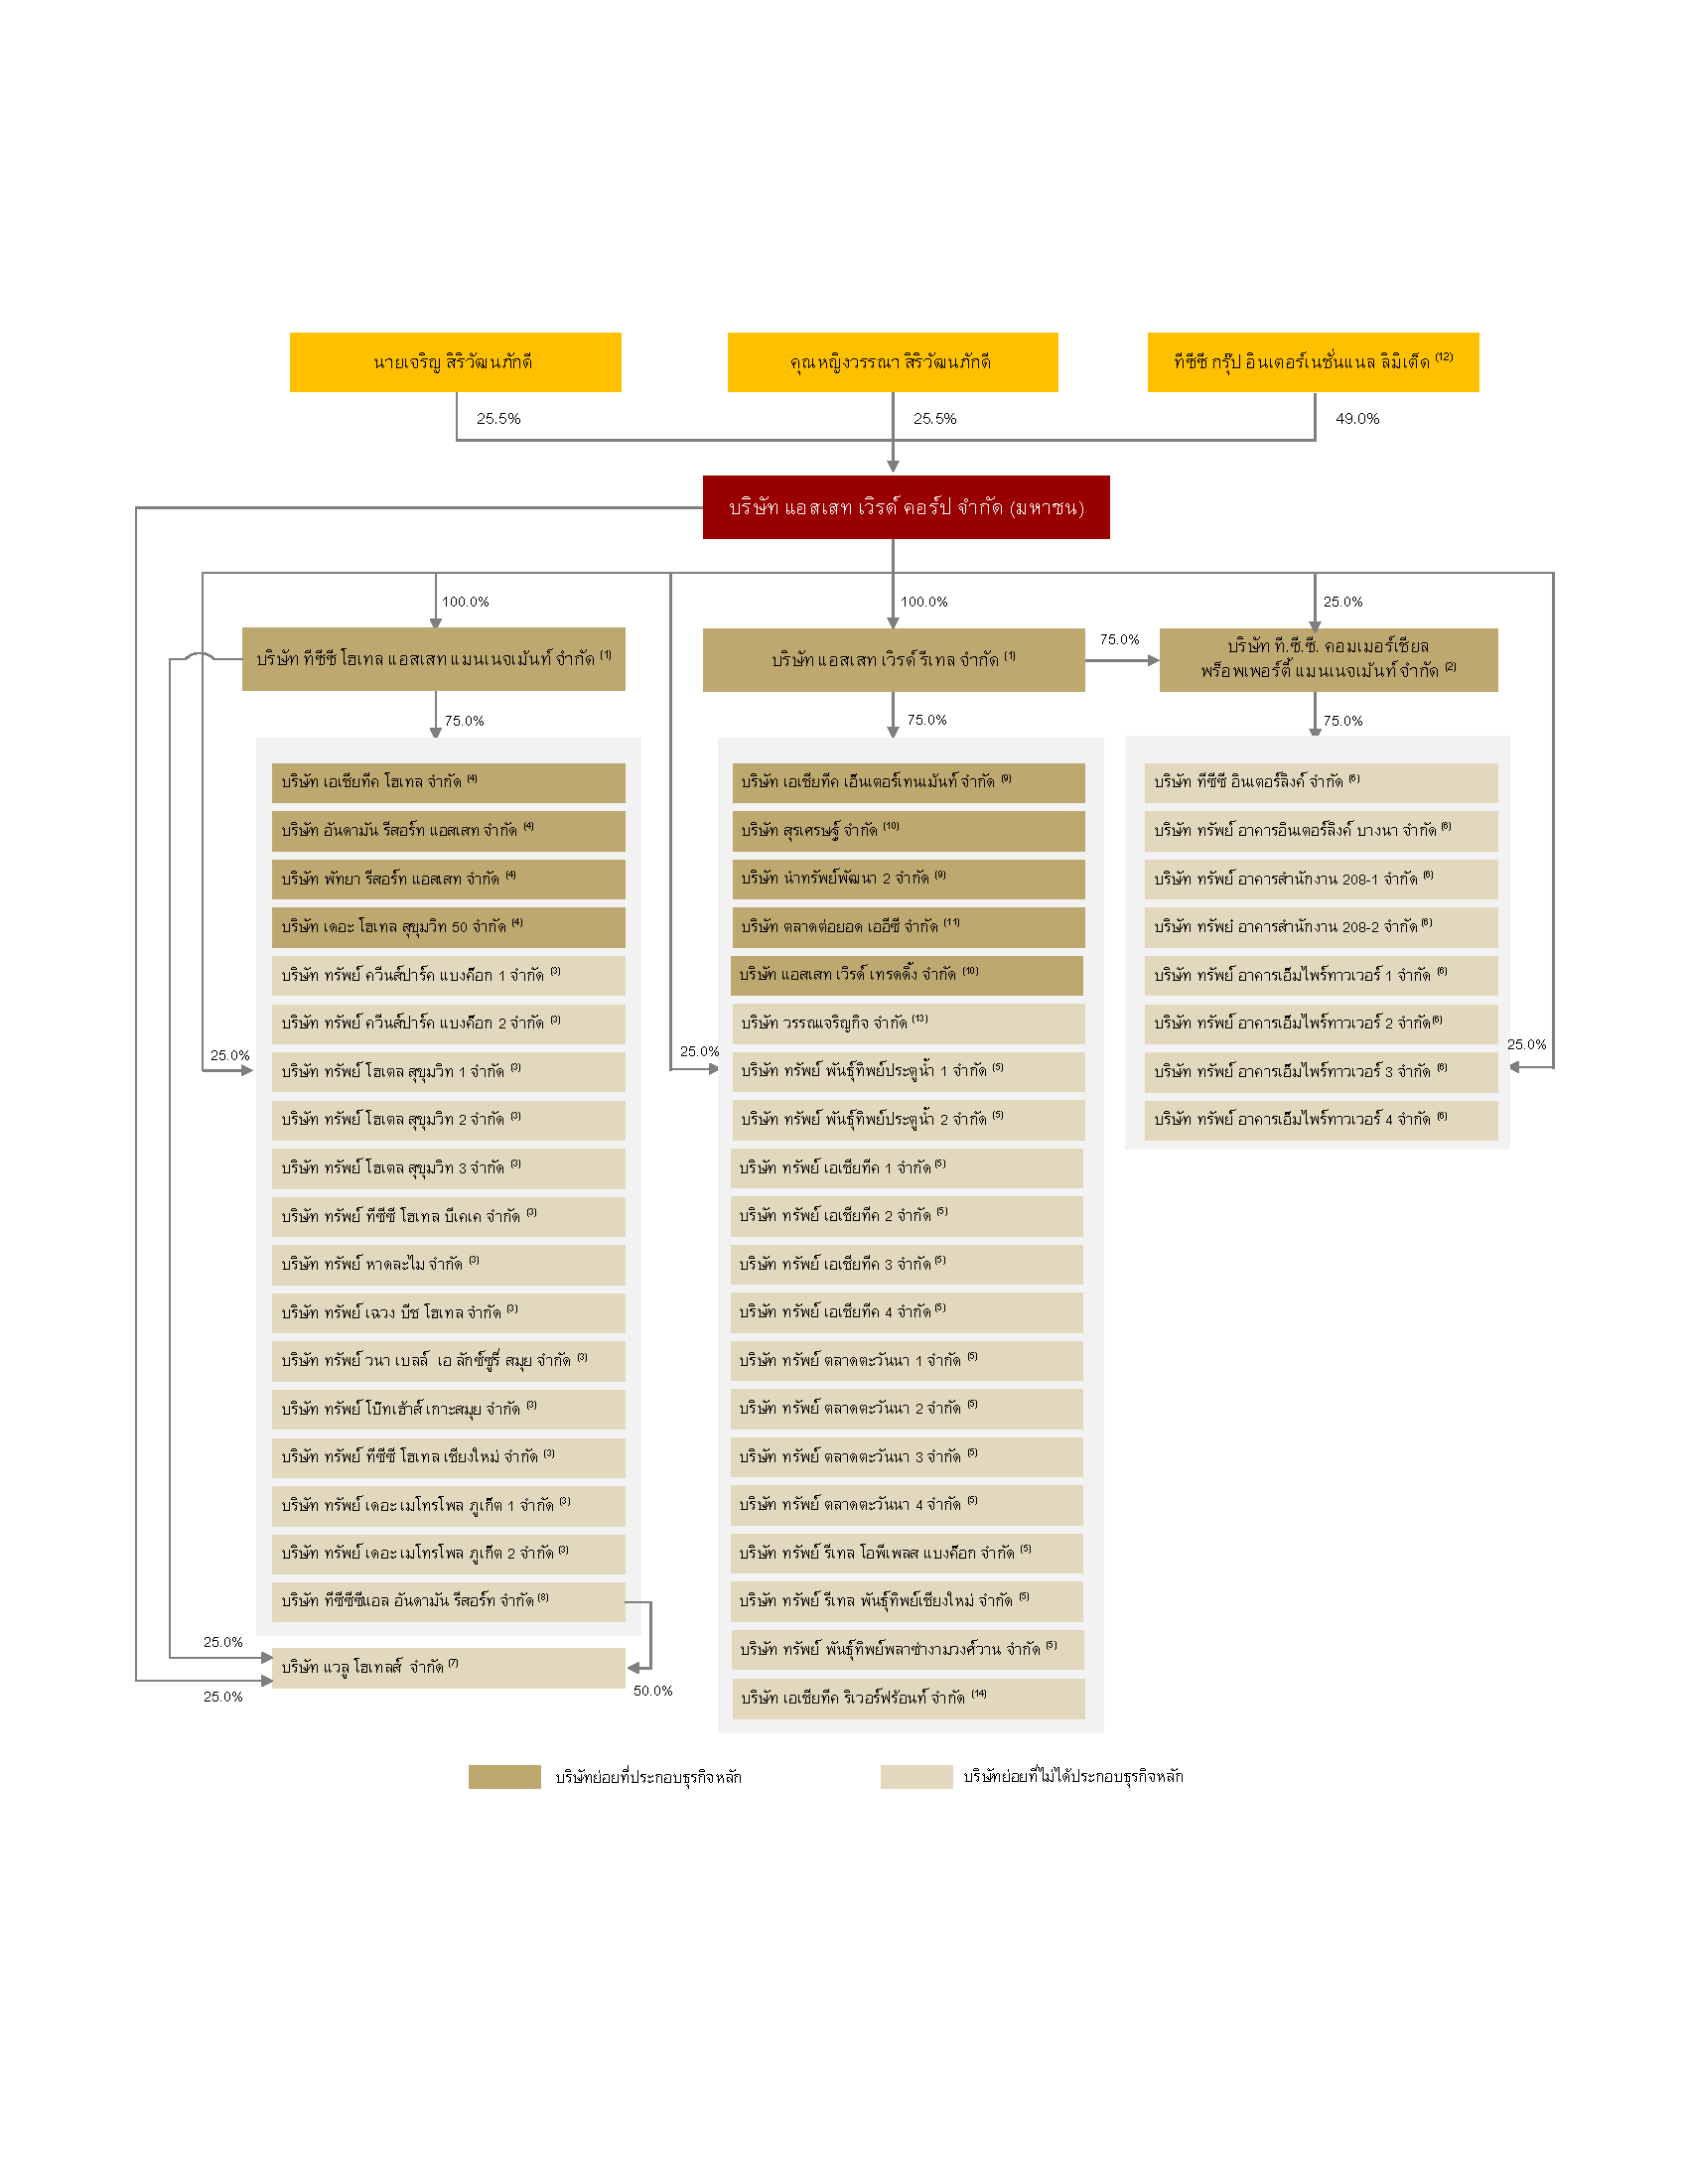 นายเจริญ สิริวัฒนภักดี
คุณหญิงวรรณา สิริวัฒนภักดี
ทีซีซี กรุ๊ป อินเตอร์เนชั่นแนล ลิมิเต็ด (12)
25.5%
25.5%
49.0%
บริษัท แอสเสท เวิรด์ คอร์ป จำกัด (มหาชน)
100.0%
100.0%
25.0%
บริษัท ทีซีซี โฮเทล แอสเสท แมนเนจเม้นท์ จำกัด (1)
บริษัท แอสเสท เวิรด์ รีเทล จำกัด (1)
75.0%
บริษัท ที.ซี.ซี. คอมเมอร์เชียล
พร็อพเพอร์ตี้ แมนเนจเม้นท์ จำกัด (2)
75.0%
75.0%
75.0%
บริษัท เอเชียทีค โฮเทล จำกัด (4)
บริษัท อันดามัน รีสอร์ท แอสเสท จำกัด (4)
บริษัท พัทยา รีสอร์ท แอสเสท จำกัด (4)
บริษัท เดอะ โฮเทล สุขุมวิท 50 จำกัด (4)
บริษัท ทรัพย์ ควีนส์ปาร์ค แบงค็อก 1 จำกัด (3)
บริษัท ทรัพย์ ควีนส์ปาร์ค แบงค็อก 2 จำกัด (3)
25.0%
บริษัท ทรัพย์ โฮเตล สุขุมวิท 1 จำกัด (3)
บริษัท ทรัพย์ โฮเตล สุขุมวิท 2 จำกัด (3)
บริษัท ทรัพย์ โฮเตล สุขุมวิท 3 จำกัด (3)
บริษัท ทรัพย์ ทีซีซี โฮเทล บีเคเค จำกัด (3)
บริษัท ทรัพย์ หาดละไม จำกัด (3)
บริษัท ทรัพย์ เฉวง บีช โฮเทล จำกัด (3)
บริษัท ทรัพย์ วนา เบลล์ เอ ลักซ์ซูรี่ สมุย จำกัด (3)
บริษัท ทรัพย์ โบ๊ทเฮ้าส์ เกาะสมุย จำกัด (3)
บริษัท ทรัพย์ ทีซีซี โฮเทล เชียงใหม่ จำกัด (3)
บริษัท ทรัพย์ เดอะ เมโทรโพล ภูเก็ต 1 จำกัด (3)
บริษัท ทรัพย์ เดอะ เมโทรโพล ภูเก็ต 2 จำกัด (3)
บริษัท ทีซีซีซีแอล อันดามัน รีสอร์ท จำกัด (8)
25.0%
บริษัท แวลู โฮเทลส์ จำกัด (7)
25.0%
50.0%
บริษัท เอเชียทีค เอ็นเตอร์เทนเม้นท์ จำกัด (9)
บริษัท สุรเศรษฐ์ จำกัด (10)
บริษัท นำทรัพย์พัฒนา 2 จำกัด (9)
บริษัท ตลาดต่อยอด เออีซี จำกัด (11)
บริษัท แอสเสท เวิรด์ เทรดดิ้ง จำกัด (10)
บริษัท วรรณเจริญกิจ จำกัด (13)
25.0%
บริษัท ทรัพย์ พันธุ์ทิพย์ประตูน้ำ 1 จำกัด (5)
บริษัท ทรัพย์ พันธุ์ทิพย์ประตูน้ำ 2 จำกัด (5)
บริษัท ทรัพย์ เอเชียทีค 1 จำกัด (5)
บริษัท ทรัพย์ เอเชียทีค 2 จำกัด (5)
บริษัท ทรัพย์ เอเชียทีค 3 จำกัด (5)
บริษัท ทรัพย์ เอเชียทีค 4 จำกัด (5)
บริษัท ทรัพย์ ตลาดตะวันนา 1 จำกัด (5)
บริษัท ทรัพย์ ตลาดตะวันนา 2 จำกัด (5)
บริษัท ทรัพย์ ตลาดตะวันนา 3 จำกัด (5)
บริษัท ทรัพย์ ตลาดตะวันนา 4 จำกัด (5)
บริษัท ทรัพย์ รีเทล โอพีเพลส แบงค็อก จำกัด (5)
บริษัท ทรัพย์ รีเทล พันธุ์ทิพย์เชียงใหม่ จำกัด (5)
บริษัท ทรัพย์ พันธุ์ทิพย์พลาซ่างามวงศ์วาน จำกัด (5)
บริษัท เอเชียทีค ริเวอร์ฟร้อนท์ จำกัด (14)
บริษัท ทีซีซี อินเตอร์ลิงค์ จำกัด (6)
บริษัท ทรัพย์ อาคารอินเตอร์ลิงค์ บางนา จำกัด (6)
บริษัท ทรัพย์ อาคารสำนักงาน 208-1 จำกัด (6)
บริษัท ทรัพย์ อาคารสำนักงาน 208-2 จำกัด (6)
บริษัท ทรัพย์ อาคารเอ็มไพร์ทาวเวอร์ 1 จำกัด (6)
บริษัท ทรัพย์ อาคารเอ็มไพร์ทาวเวอร์ 2 จำกัด (6)
25.0%
บริษัท ทรัพย์ อาคารเอ็มไพร์ทาวเวอร์ 3 จำกัด (6)
บริษัท ทรัพย์ อาคารเอ็มไพร์ทาวเวอร์ 4 จำกัด (6)
บริษัทย่อยที่ประกอบธุรกิจหลัก
บริษัทย่อยที่ไม่ได้ประกอบธุรกิจหลัก